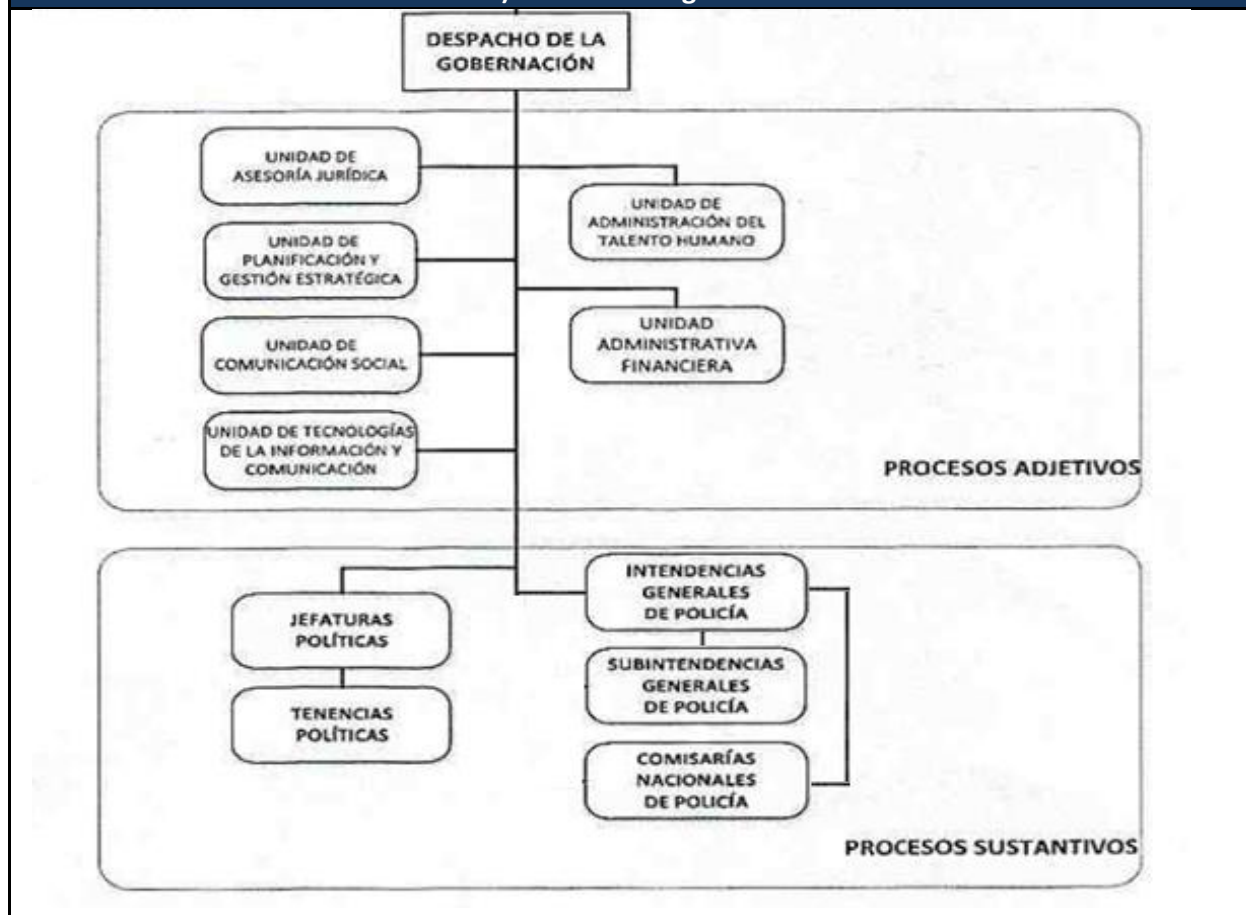 DESPACHO DE LA
GOBERNACIÓN
UNIDAD DE
ASESORÍA JURÍDICA
UNIDAD DE
ADMINISTRACIÓN DEL
TALENTO HUMANO
UNIDAD DE
PLANIFICACIÓN Y
GESTIÓN ESTRATÉGICA
UNIDAD
ADMINISTRATIVA
FINANCIERA
UNIDAD DE
COMUNICACIÓN SOCIAL
UNIDAD DE TECNOLOGÍAS
DE LA INFORMACIÓN Y
COMUNICACIÓN
PROCESOS ADJETIVOS
JEFATURAS
POLÍTICAS
TENENCIAS
POLÍTICAS
INTENDENCIAS
GENERALES
DE POLICÍA
SUBINTENDENCIAS
GENERALES
DE POLICÍA
COMISARÍAS
NACIONALES
DE POLICÍA
PROCESOS SUSTANTIVOS